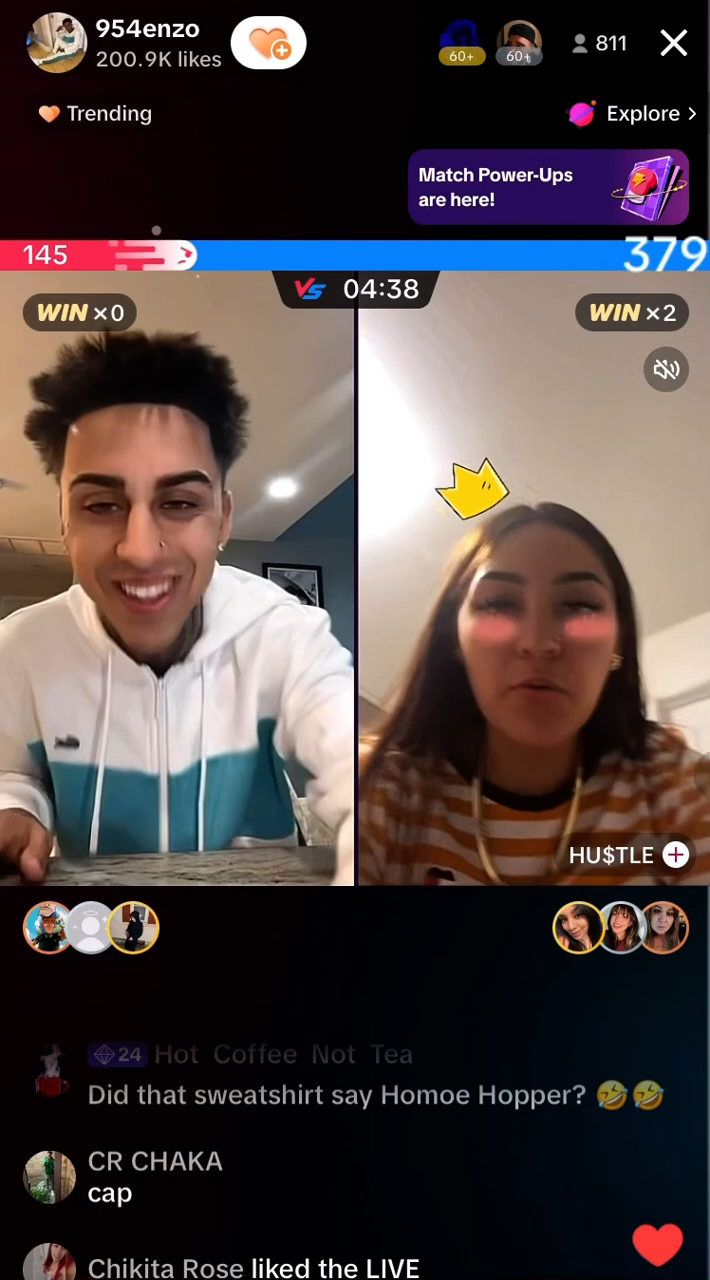 954enzo
200.9K likes
60+
60+
811
Trending
Explore
Match Power-Ups
are here!
145
379
VS 04:38
WIN ×0
WIN ×2
HU$TLE
24 Hot Coffee Not Tea
Did that sweatshirt say Homoe Hopper? 🤣🤣
CR CHAKA
cap
Chikita Rose liked the LIVE